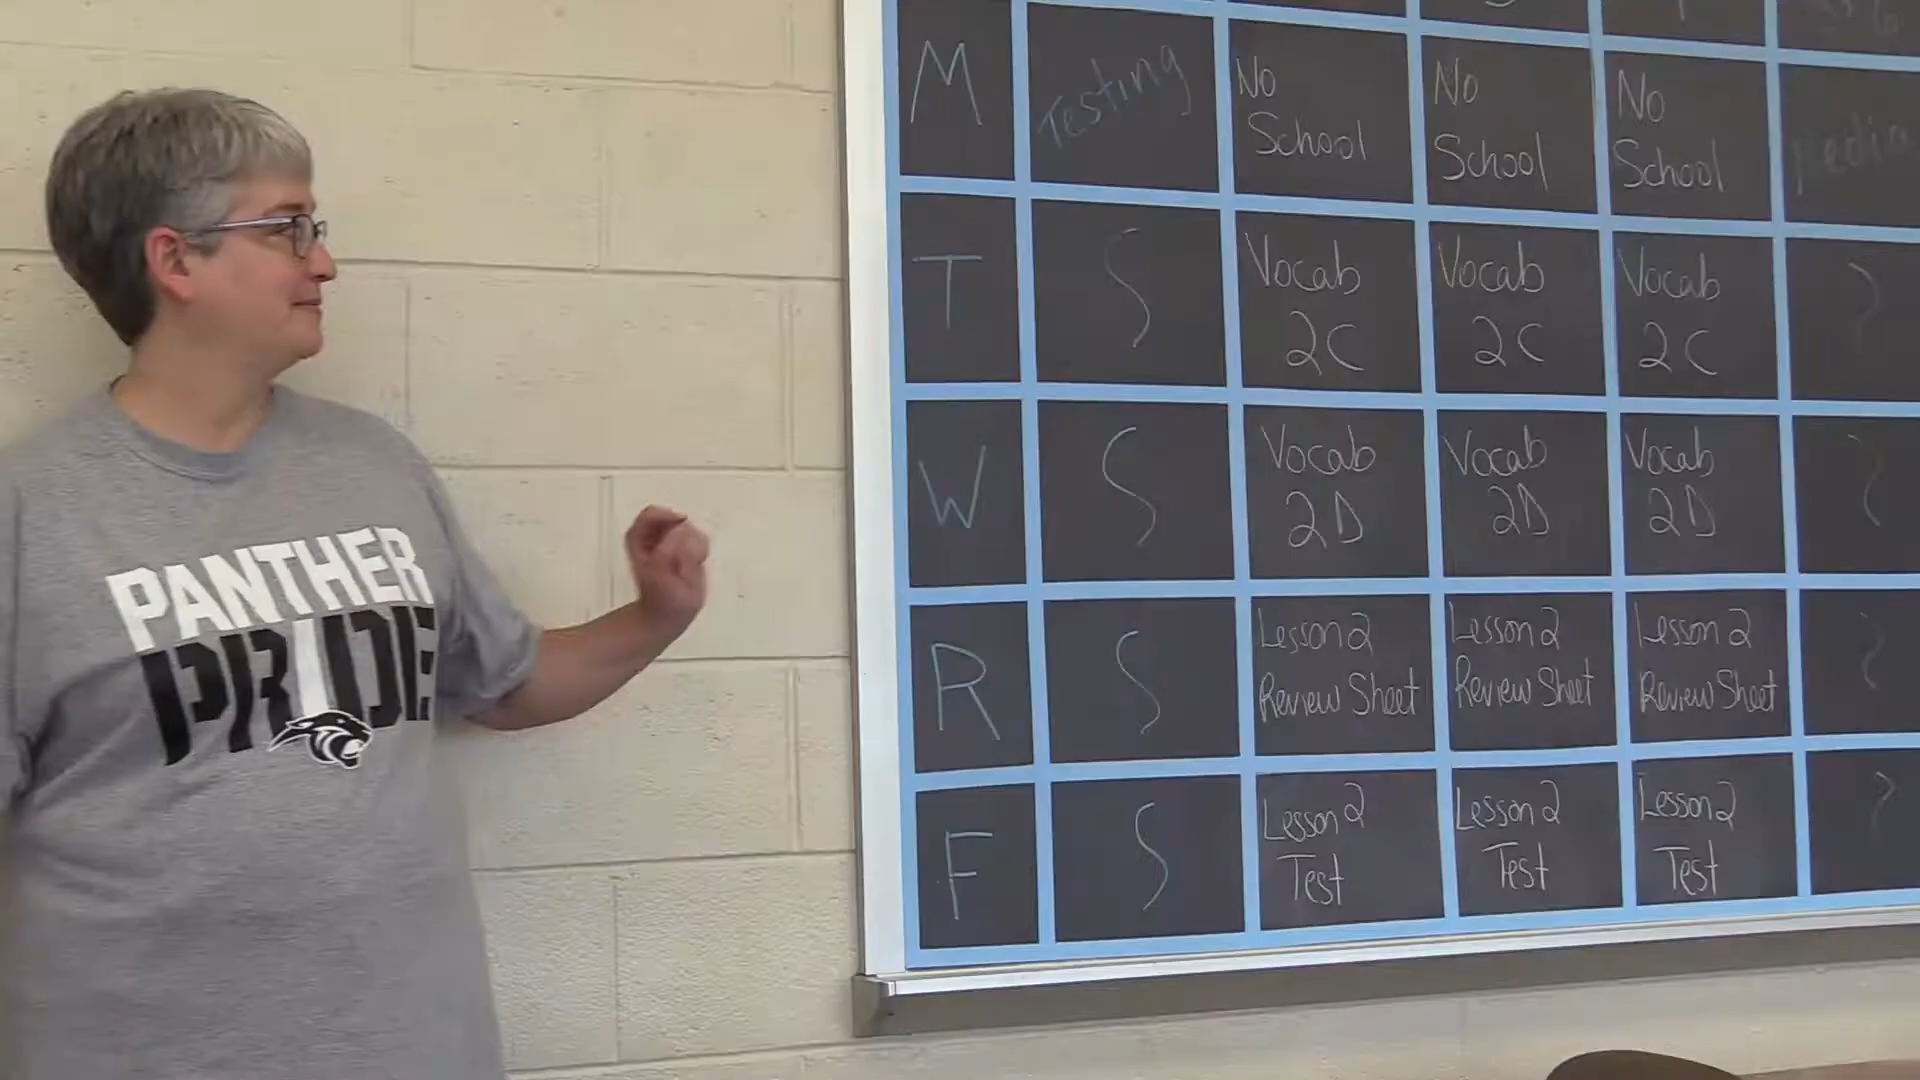 PANTHER
PRIDE
M
Testing
No
School
No
School
No
School
T
Vocab
2C
Vocab
2C
Vocab
2C
W
Vocab
2D
Vocab
2D
Vocab
2D
R
Lesson 2
Review Sheet
Lesson 2
Review Sheet
Lesson 2
Review Sheet
F
Lesson 2
Test
Lesson 2
Test
Lesson 2
Test